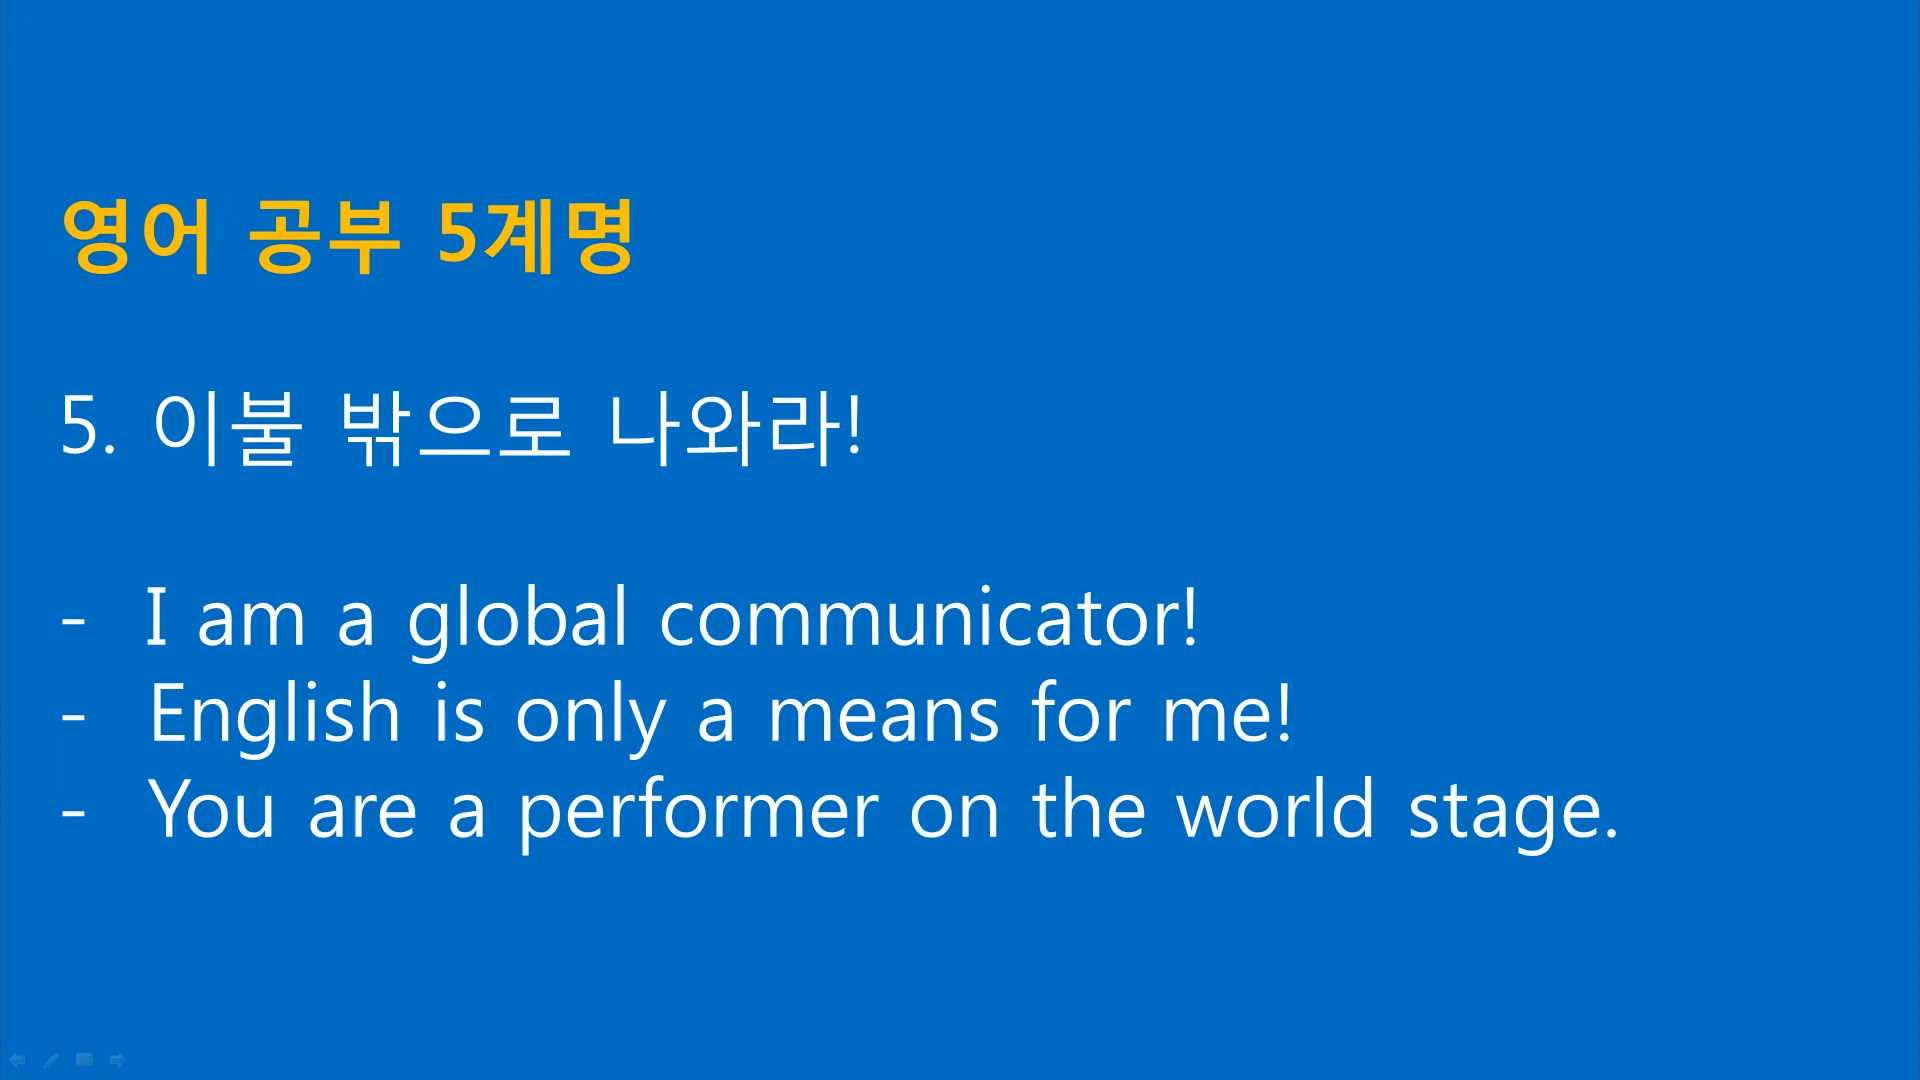 영어 공부 5계명
5. 이불 밖으로 나와라!
- I am a global communicator!
- English is only a means for me!
- You are a performer on the world stage.